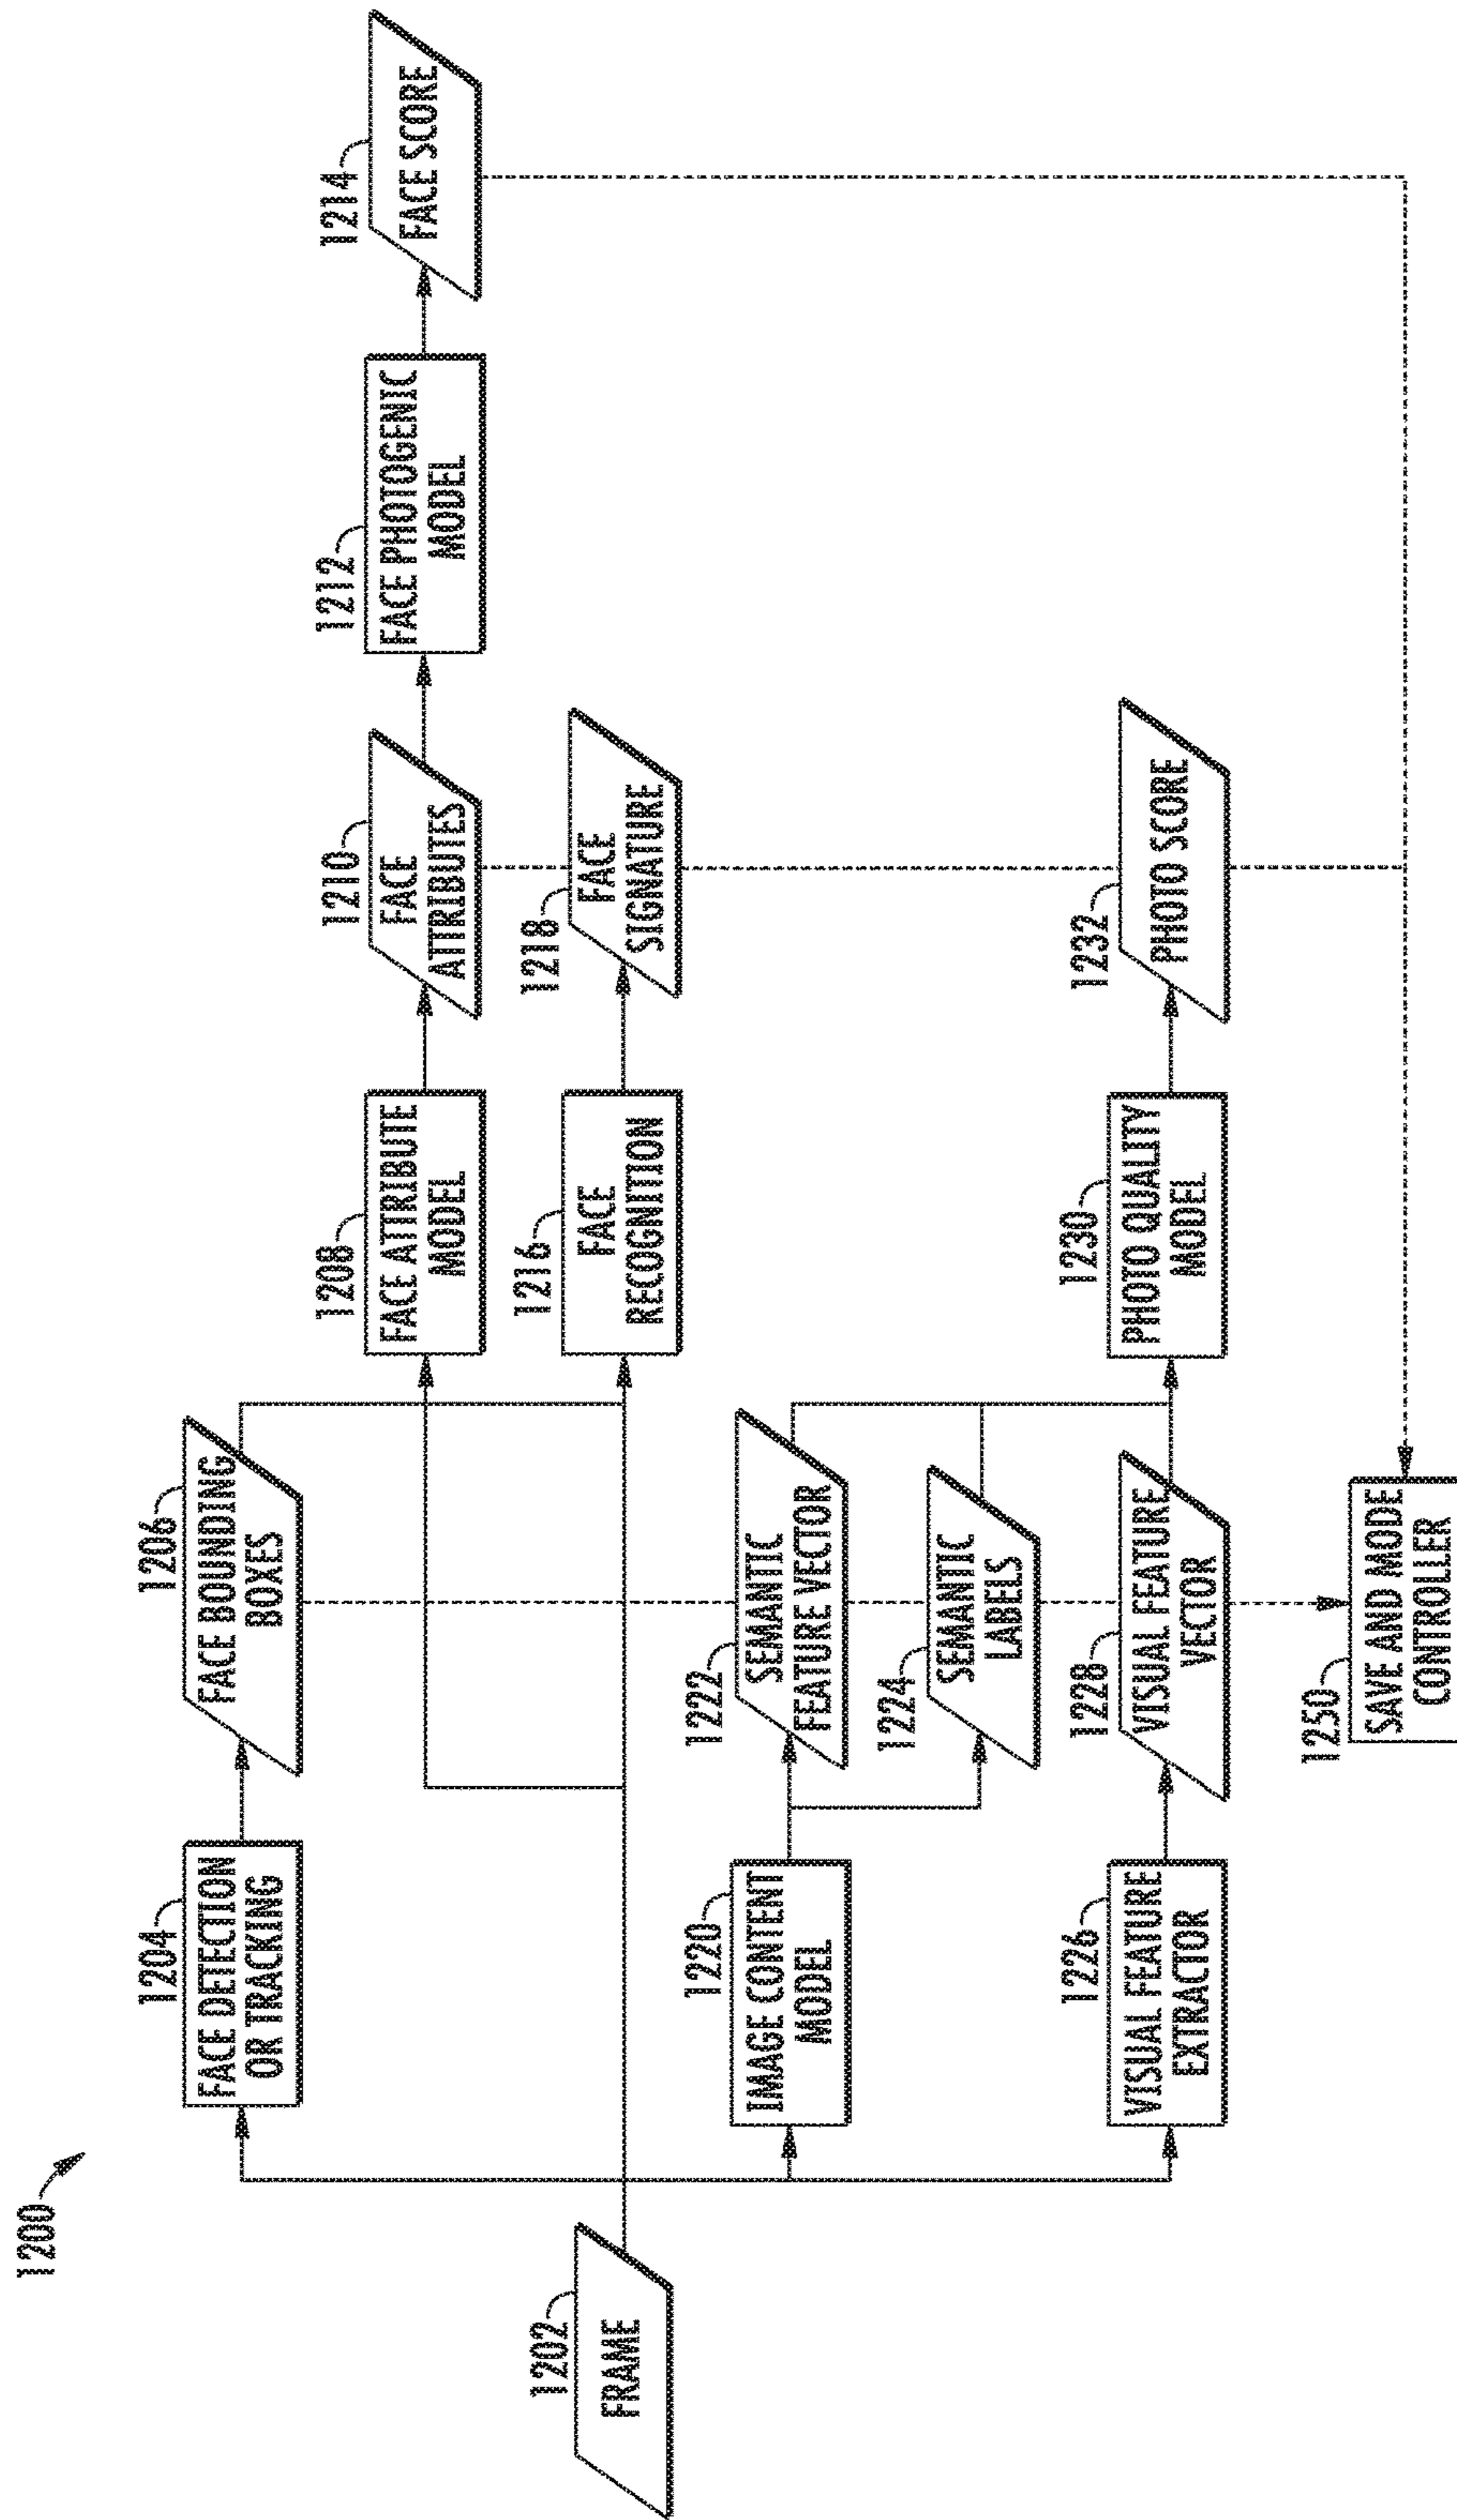 1200
1202
FRAME
1204
FACE DETECTION
OR TRACKING
1206
FACE BOUNDING
BOXES
1208
FACE ATTRIBUTE
MODEL
1210
FACE
ATTRIBUTES
1212
FACE PHOTOGENIC
MODEL
1214
FACE SCORE
1216
FACE
RECOGNITION
1218
FACE
SIGNATURE
1220
IMAGE CONTENT
MODEL
1222
SEMANTIC
FEATURE VECTOR
1224
SEMANTIC
LABELS
1226
VISUAL FEATURE
EXTRACTOR
1228
VISUAL FEATURE
VECTOR
1230
PHOTO QUALITY
MODEL
1232
PHOTO SCORE
1250
SAVE AND MODE
CONTROLLER